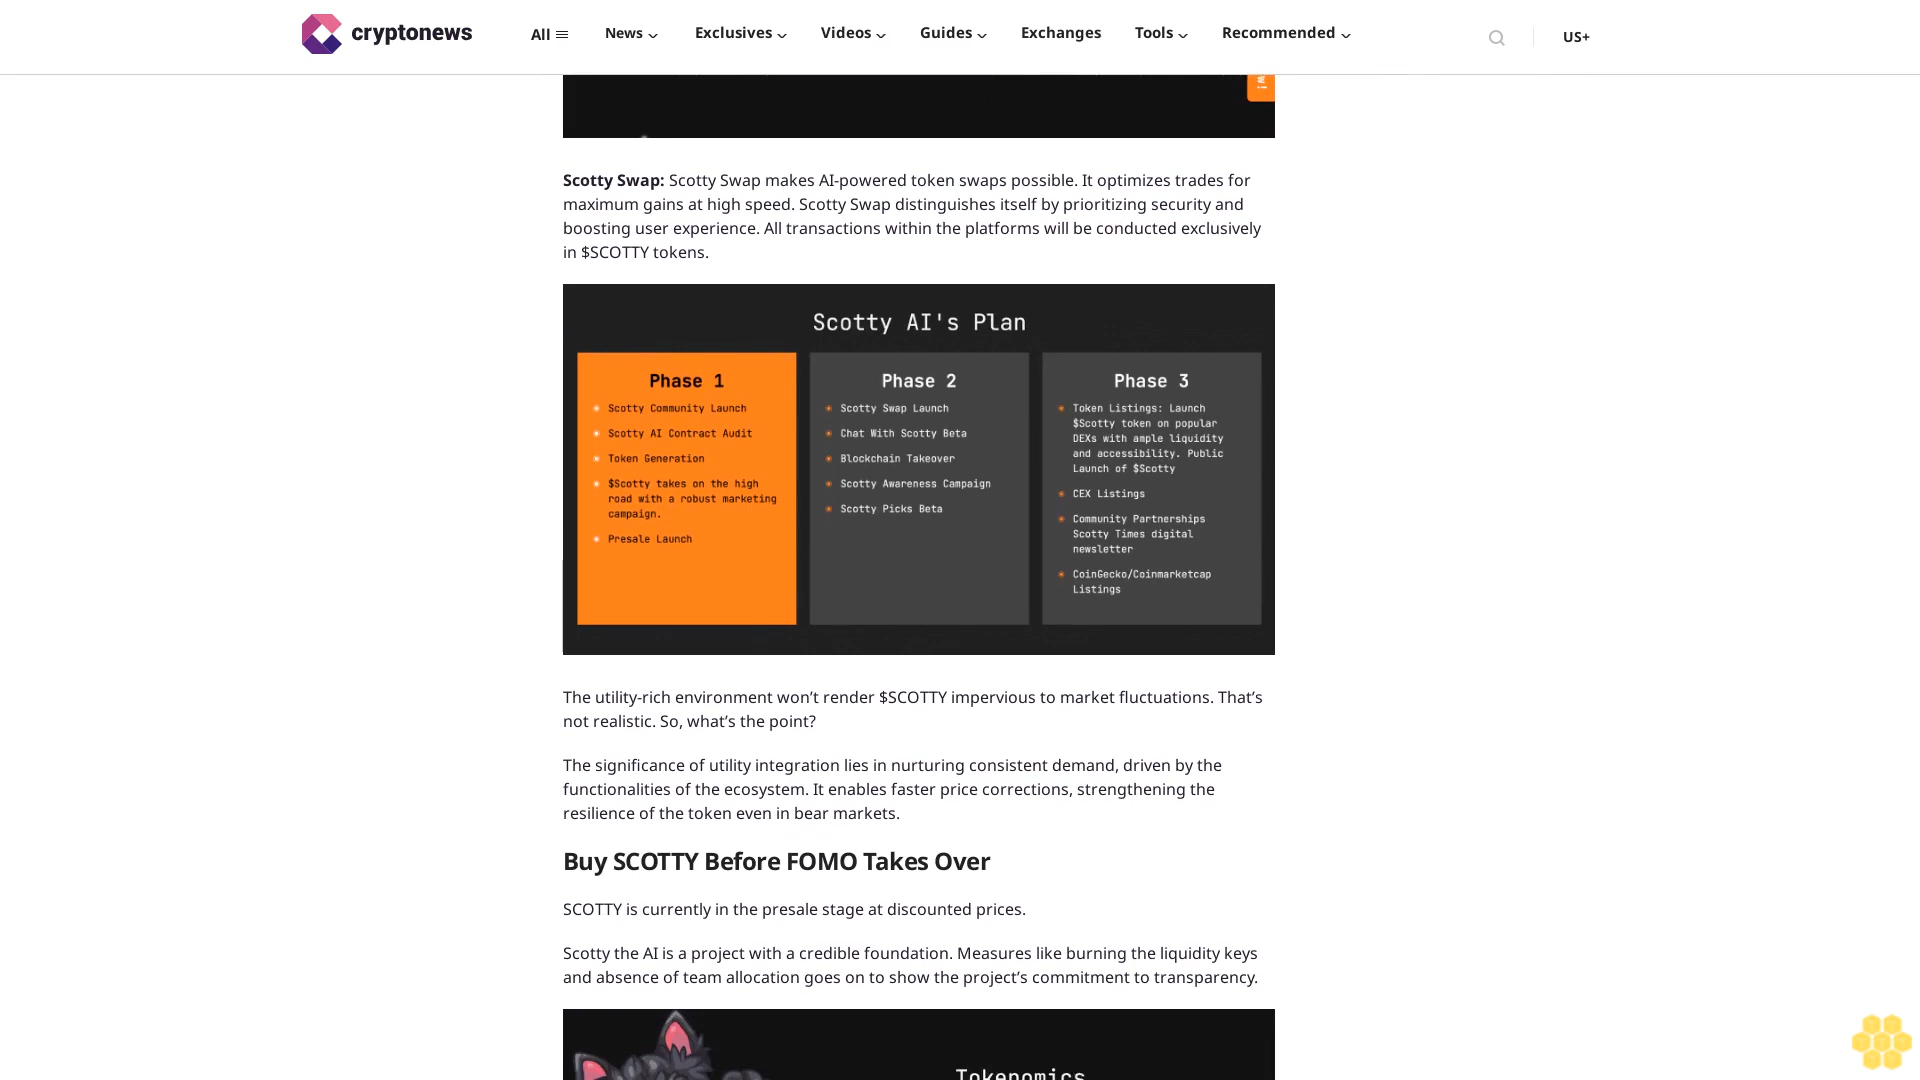 cryptonews
All
News
Exclusives
Videos
Guides
Exchanges
Tools
Recommended
US+
Scotty Swap: Scotty Swap makes AI-powered token swaps possible. It optimizes trades for
maximum gains at high speed. Scotty Swap distinguishes itself by prioritizing security and
boosting user experience. All transactions within the platforms will be conducted exclusively
in $SCOTTY tokens.
Scotty AI's Plan
Phase 1
Scotty Community Launch
Scotty AI Contract Audit
Token Generation
$Scotty takes on the high
road with a robust marketing
campaign.
Presale Launch
Phase 2
Scotty Swap Launch
Chat With Scotty Beta
Blockchain Takeover
Scotty Awareness Campaign
Scotty Picks Beta
Phase 3
Token Listings: Launch
$Scotty token on popular
DEXs with ample liquidity
and accessibility. Public
Launch of $Scotty
CEX Listings
Community Partnerships
Scotty Times digital
newsletter
CoinGecko/Coinmarketcap
Listings
The utility-rich environment won’t render $SCOTTY impervious to market fluctuations. That’s
not realistic. So, what’s the point?
The significance of utility integration lies in nurturing consistent demand, driven by the
functionalities of the ecosystem. It enables faster price corrections, strengthening the
resilience of the token even in bear markets.
Buy SCOTTY Before FOMO Takes Over
SCOTTY is currently in the presale stage at discounted prices.
Scotty the AI is a project with a credible foundation. Measures like burning the liquidity keys
and absence of team allocation goes on to show the project’s commitment to transparency.
Tokenomics